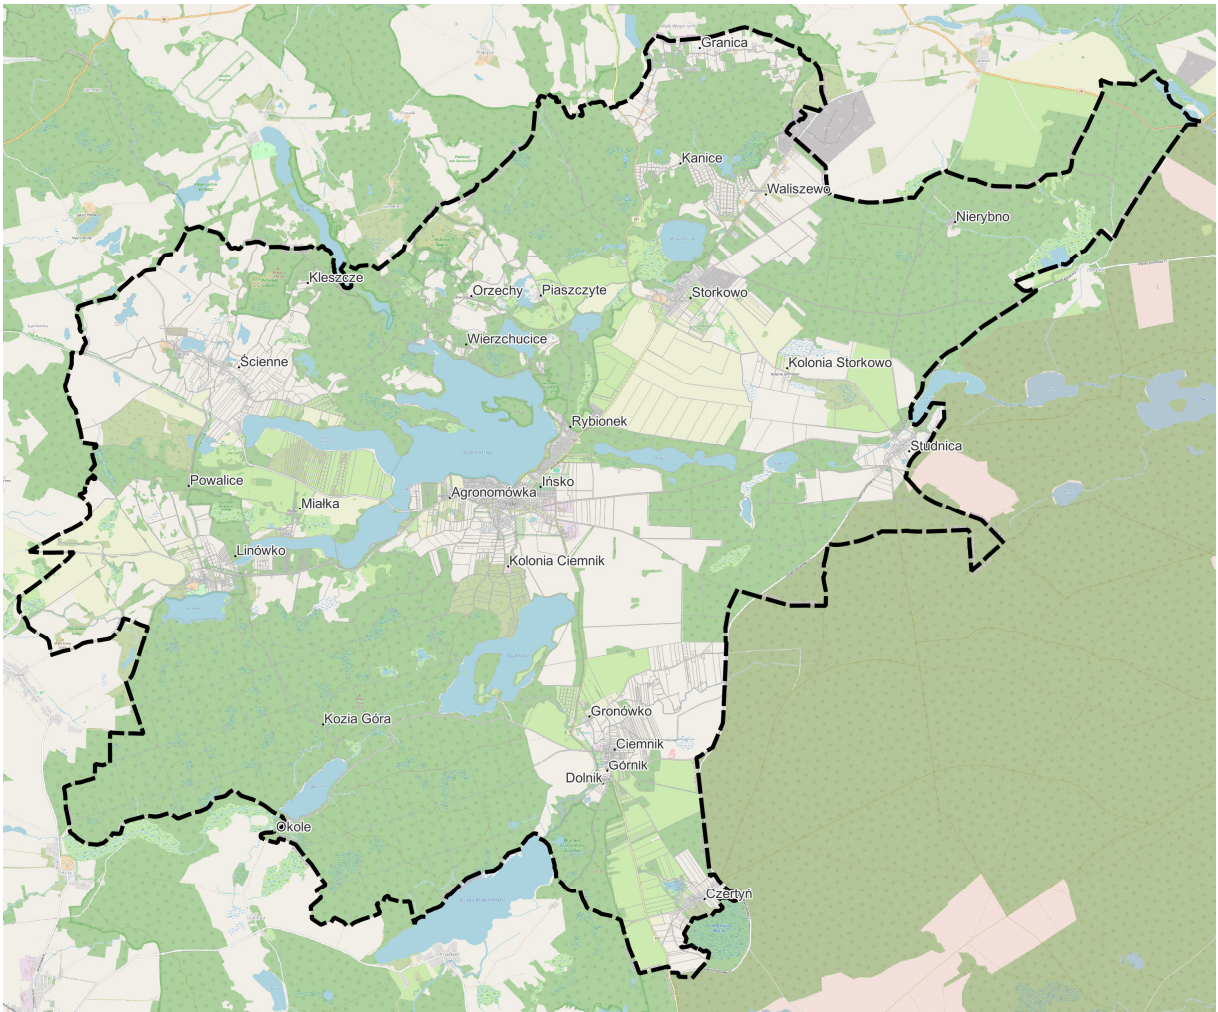 Granica
Kanice
Waliszewo
Nierybno
Kleszcze
Orzechy
Piaszczyte
Storkowo
Wierzchucice
Ścienne
Kolonia Storkowo
Rybionek
Studnica
Powalice
Miałka
Agronomówka
Ińsko
Linówko
Kolonia Ciemnik
Kozia Góra
Gronówko
Ciemnik
Górnik
Dolnik
Okole
Czertyń